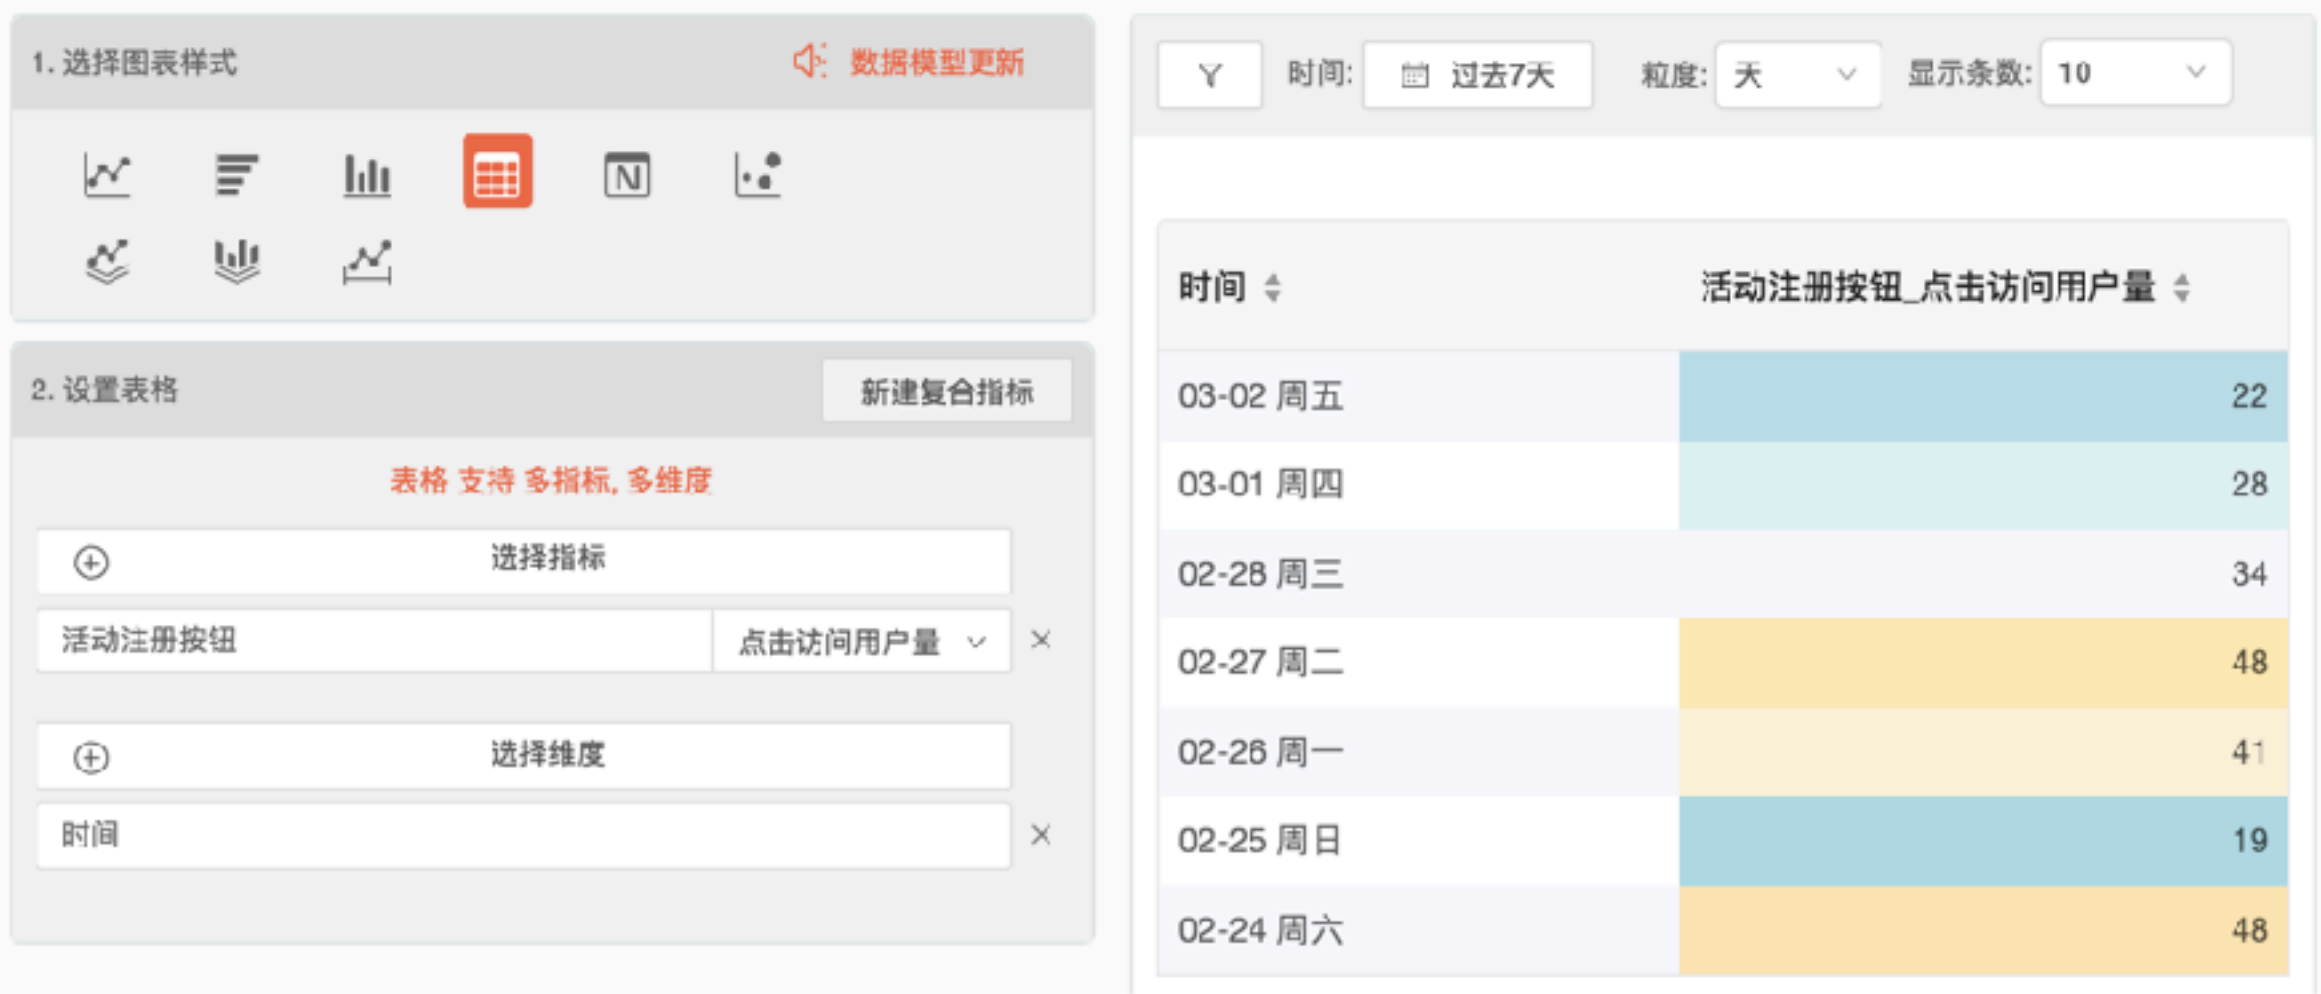 1. 选择图表样式
数据模型更新
N
2. 设置表格
新建复合指标
表格 支持 多指标, 多维度
选择指标
活动注册按钮
点击访问用户量
选择维度
时间
时间:
过去7天
粒度:
天
显示条数:
10
时间
活动注册按钮_点击访问用户量
03-02 周五 22
03-01 周四 28
02-28 周三 34
02-27 周二 48
02-26 周一 41
02-25 周日 19
02-24 周六 48